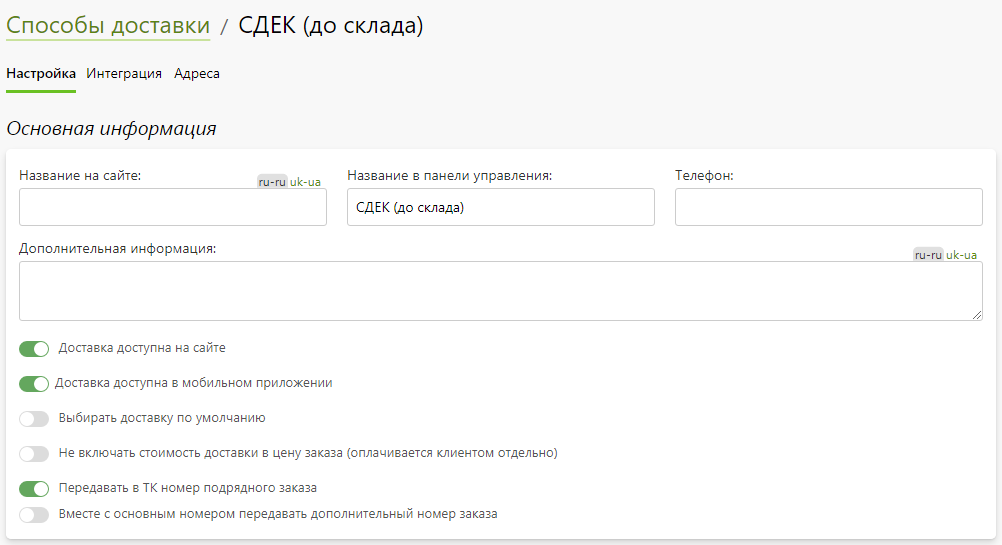 Способы доставки / СДЕК (до склада)
Настройка Интеграция Адреса
Основная информация
Название на сайте: ru-ru uk-ua Название в панели управления: Телефон:
СДЕК (до склада)
Дополнительная информация: ru-ru uk-ua
Доставка доступна на сайте
Доставка доступна в мобильном приложении
Выбирать доставку по умолчанию
Не включать стоимость доставки в цену заказа (оплачивается клиентом отдельно)
Передавать в ТК номер подрядного заказа
Вместе с основным номером передавать дополнительный номер заказа